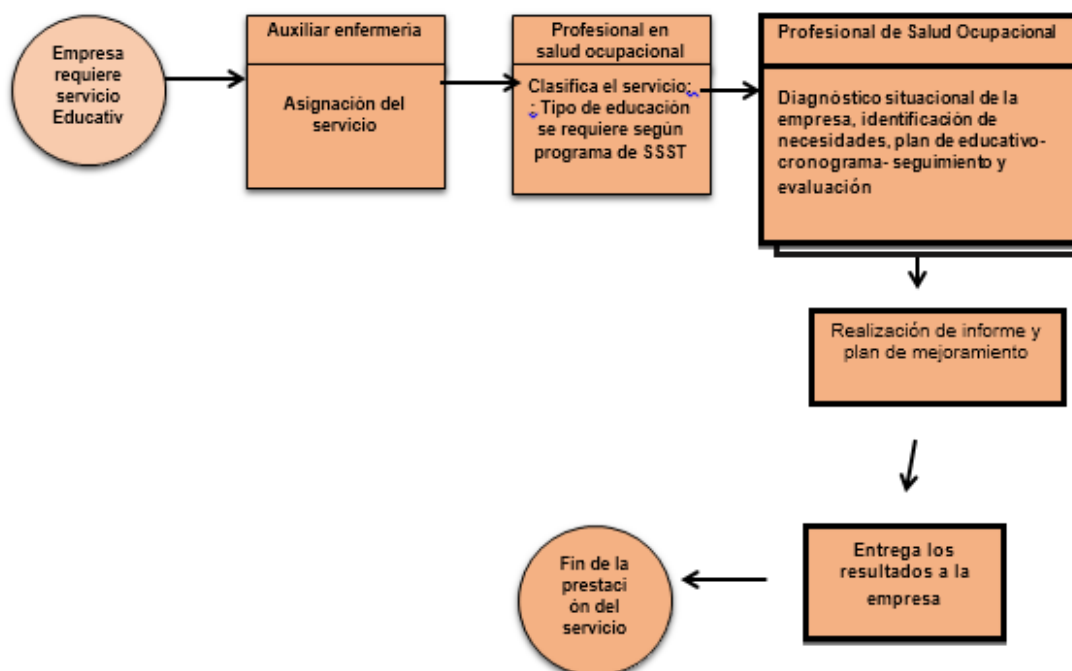 Empresa
requiere
servicio
Educativ
Auxiliar enfermeria
Asignación del
servicio
Profesional en
salud ocupacional
Clasifica el servicio:
: Tipo de educación
se requiere según
programa de SSST
Profesional de Salud Ocupacional
Diagnóstico situacional de la
empresa, identificación de
necesidades, plan de educativo-
cronograma- seguimiento y
evaluación
Realización de informe y
plan de mejoramiento
Entrega los
resultados a la
empresa
Fin de la
prestaci
ón del
servicio